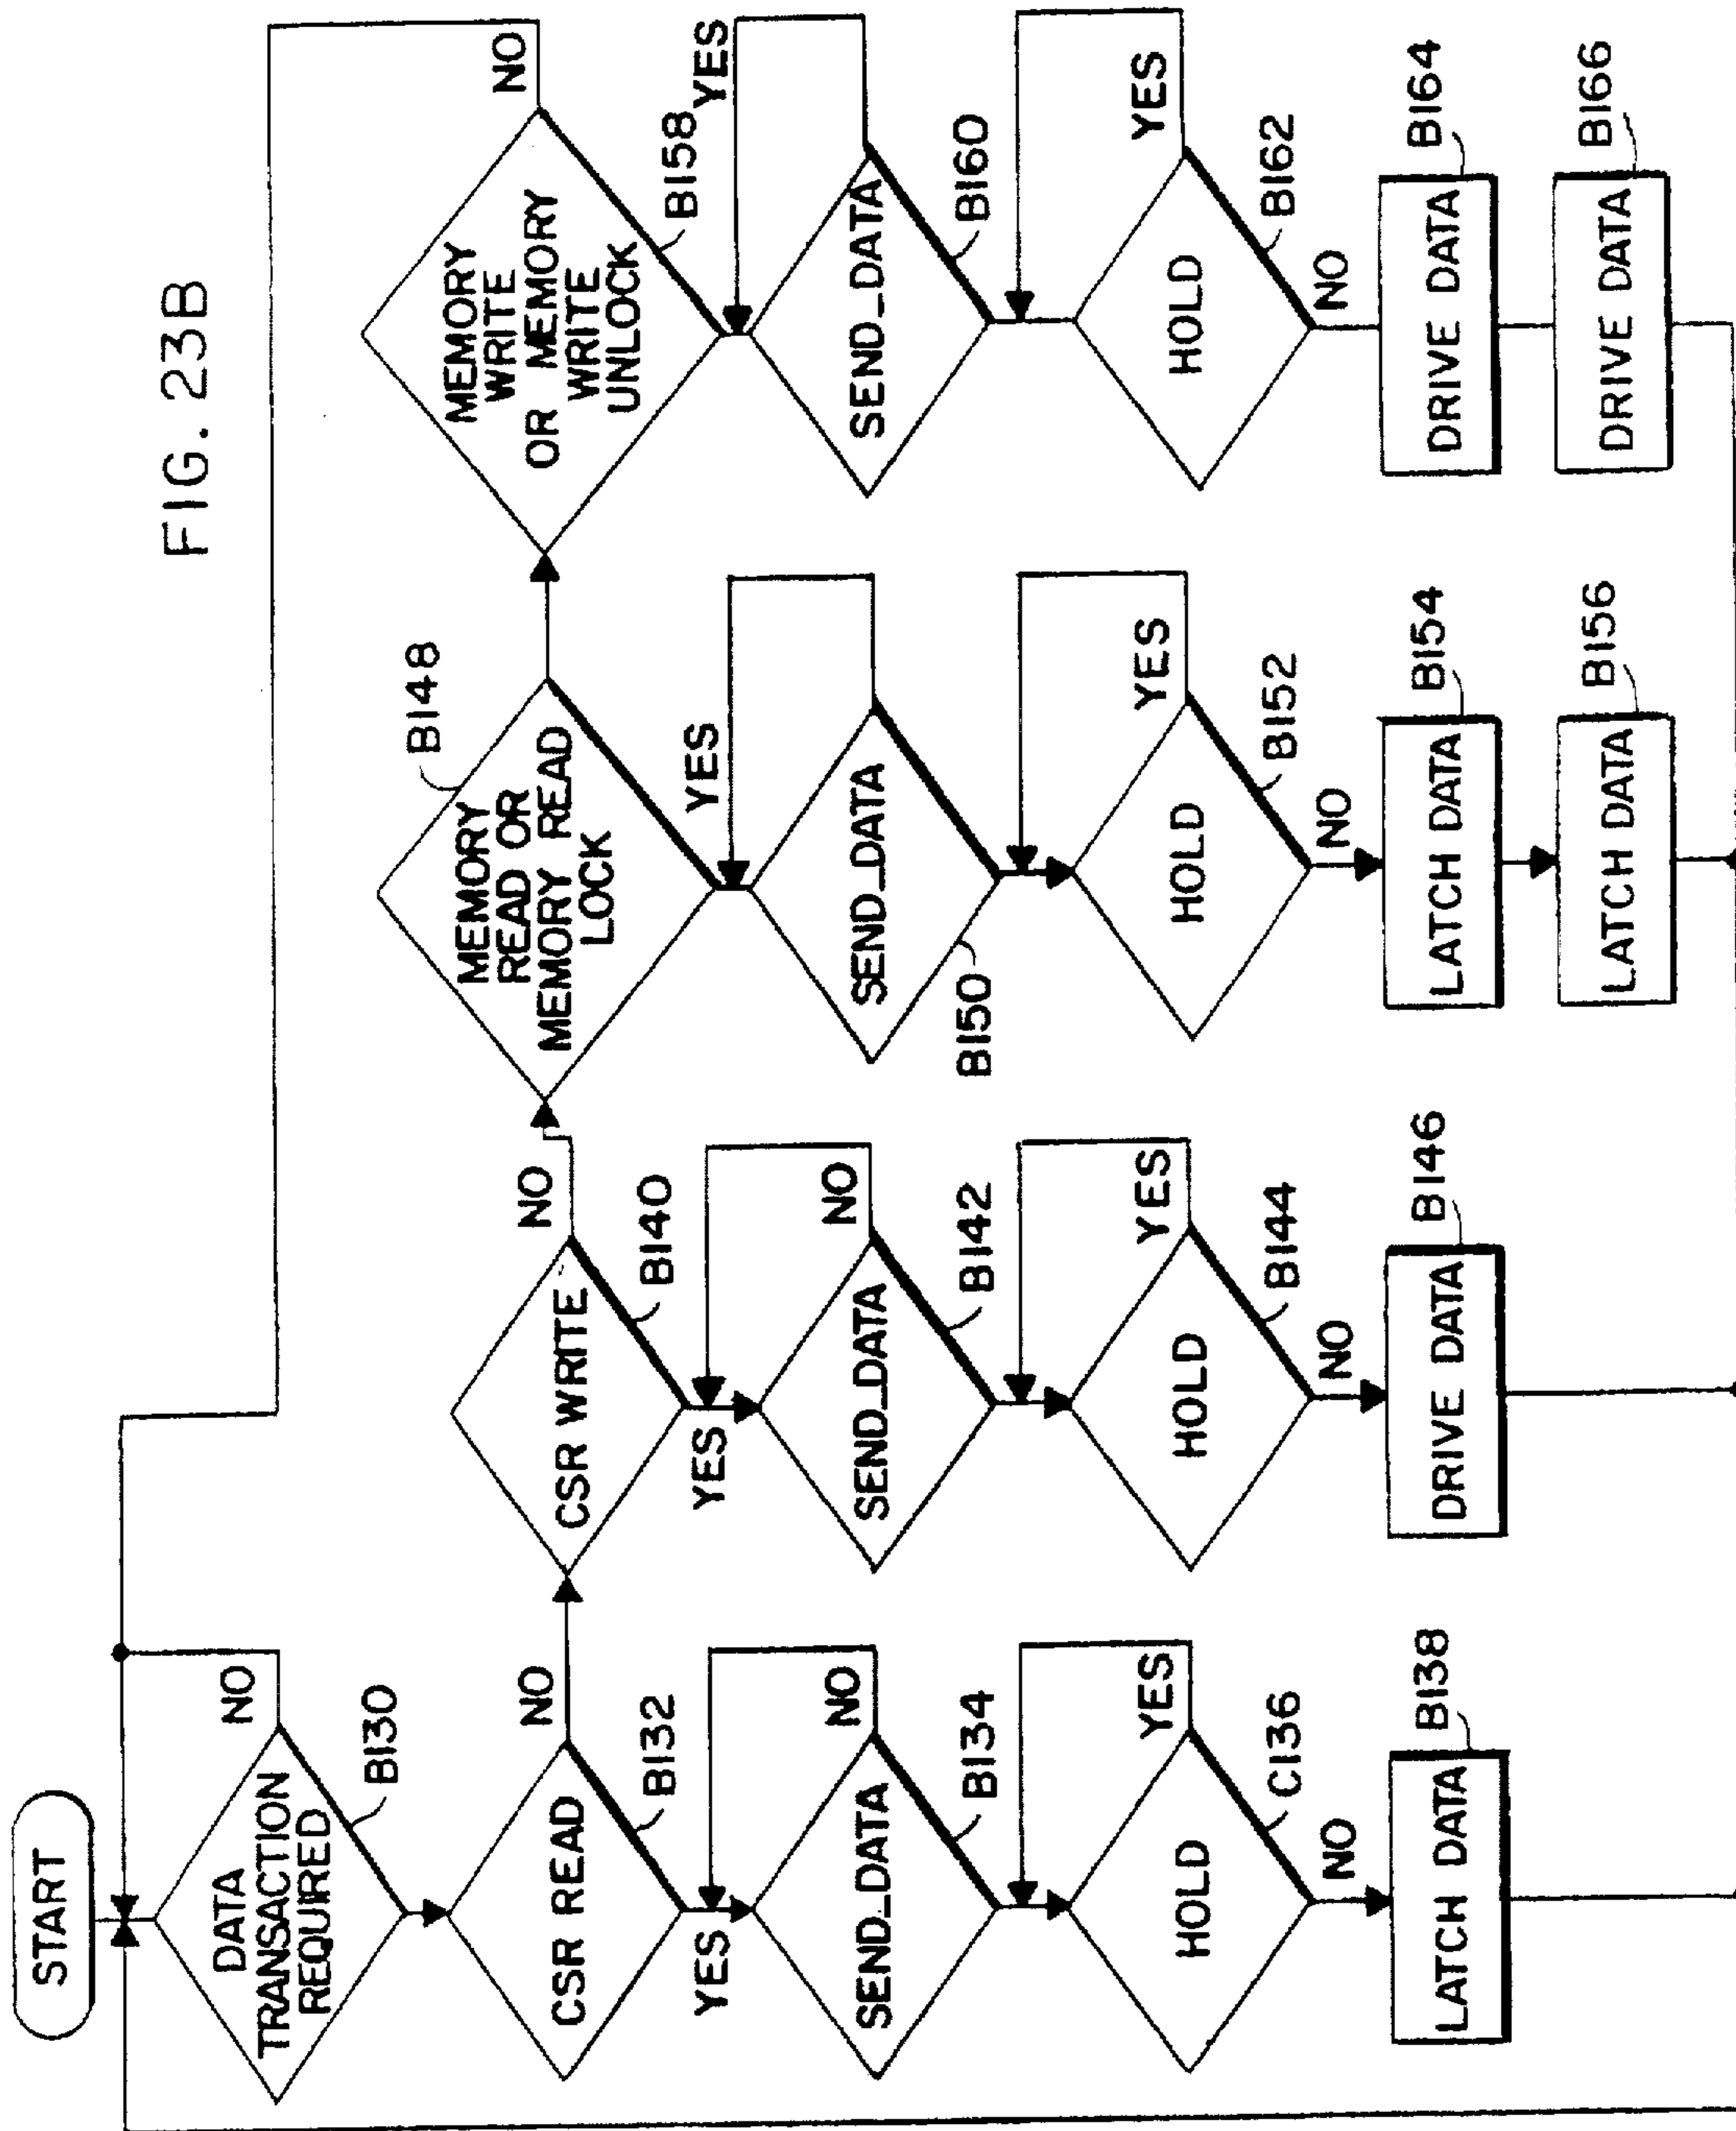 FIG. 23B
START
DATA
TRANSACTION
REQUIRED
NO
B130
CSR READ
NO
B132
YES
SEND_DATA
NO
B134
HOLD
YES
C136
NO
LATCH DATA
B138
CSR WRITE
NO
B140
YES
SEND_DATA
NO
B142
HOLD
YES
B144
NO
DRIVE DATA
B146
MEMORY
READ OR
MEMORY READ
LOCK
B148
YES
SEND_DATA
B150
HOLD
YES
B152
NO
LATCH DATA
B154
LATCH DATA
B156
MEMORY
WRITE
OR MEMORY
WRITE
UNLOCK
NO
B158
YES
SEND_DATA
B160
HOLD
YES
B162
NO
DRIVE DATA
B164
DRIVE DATA
B166